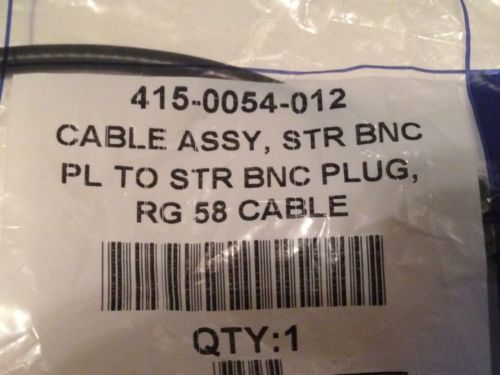 415-0054-012
CABLE ASSY, STR BNC
PL TO STR BNC PLUG,
RG 58 CABLE
QTY:1